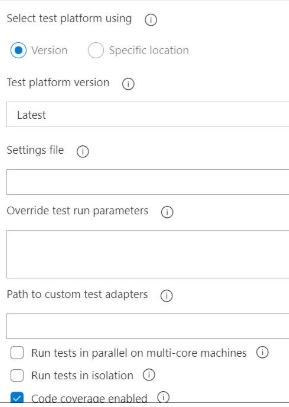 Select test platform using
Version Specific location
Test platform version
Latest
Settings file
Override test run parameters
Path to custom test adapters
Run tests in parallel on multi-core machines
Run tests in isolation
Code coverage enabled